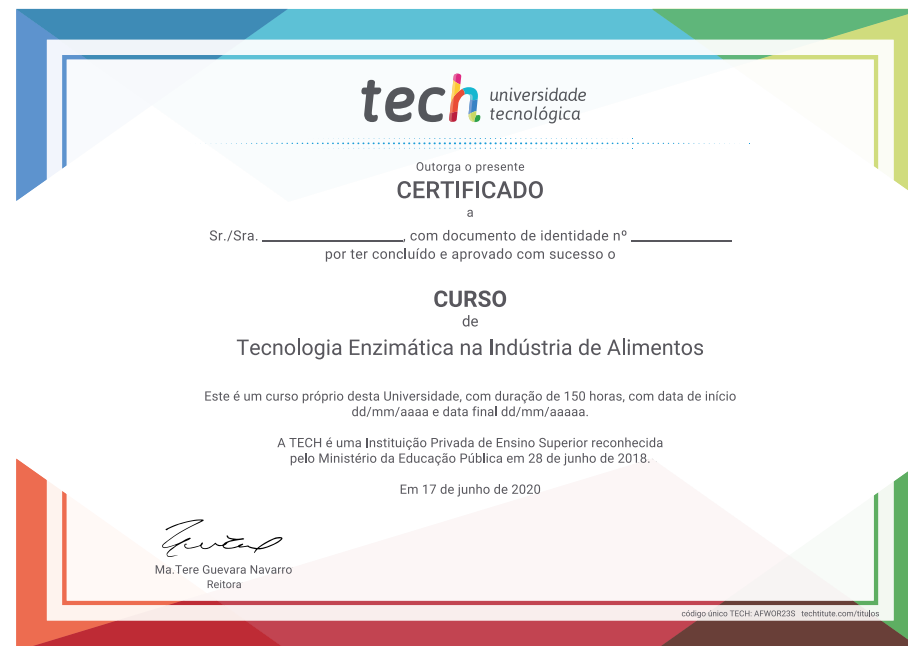 tech universidade
tecnológica
Outorga o presente
CERTIFICADO
a
Sr./Sra. ____________________, com documento de identidade nº ______________
por ter concluído e aprovado com sucesso o
CURSO
de
Tecnologia Enzimática na Indústria de Alimentos
Este é um curso próprio desta Universidade, com duração de 150 horas, com data de início
dd/mm/aaaa e data final dd/mm/aaaaa.
A TECH é uma Instituição Privada de Ensino Superior reconhecida
pelo Ministério da Educação Pública em 28 de junho de 2018.
Em 17 de junho de 2020
Ma.Tere Guevara Navarro
Reitora
código único TECH: AFWOR23S techtitute.com/títulos